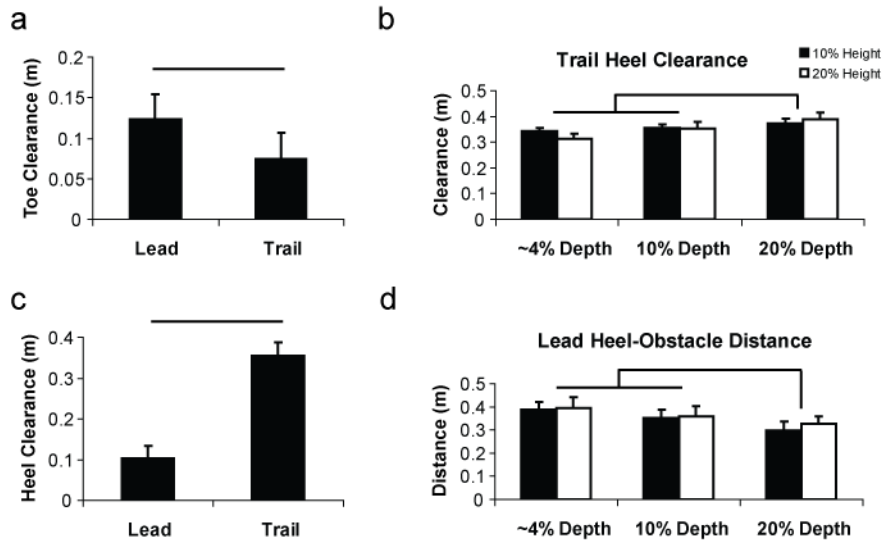 a
Toe Clearance (m)
0.2
0.15
0.1
0.05
0
Lead Trail
b
Trail Heel Clearance
10% Height
20% Height
Clearance (m)
0.5
0.4
0.3
0.2
0.1
0
~4% Depth 10% Depth 20% Depth
c
Heel Clearance (m)
0.4
0.3
0.2
0.1
0
Lead Trail
d
Lead Heel-Obstacle Distance
Distance (m)
0.5
0.4
0.3
0.2
0.1
0
~4% Depth 10% Depth 20% Depth